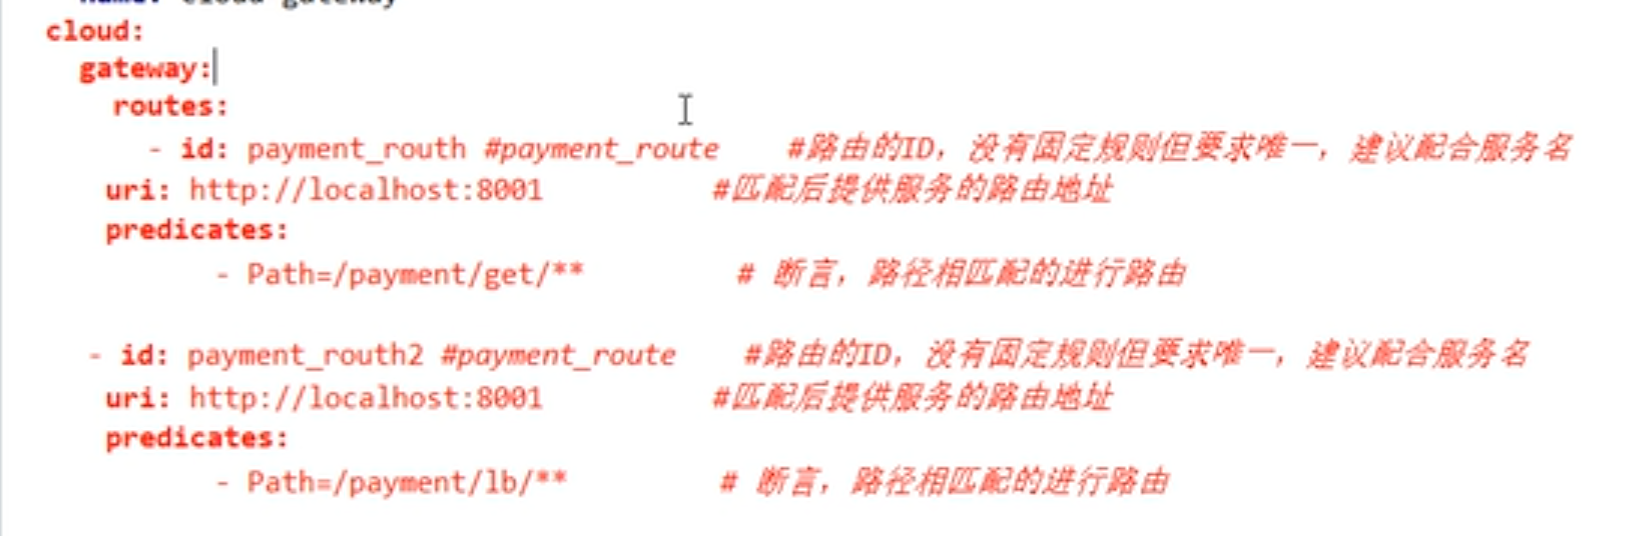 name: cloud-gateway
cloud:
gateway:
routes:
- id: payment_routh #payment_route #路由的ID，没有固定规则但要求唯一，建议配合服务名
uri: http://localhost:8001 #匹配后提供服务的路由地址
predicates:
- Path=/payment/get/** # 断言，路径相匹配的进行路由
- id: payment_routh2 #payment_route #路由的ID，没有固定规则但要求唯一，建议配合服务名
uri: http://localhost:8001 #匹配后提供服务的路由地址
predicates:
- Path=/payment/lb/** # 断言，路径相匹配的进行路由